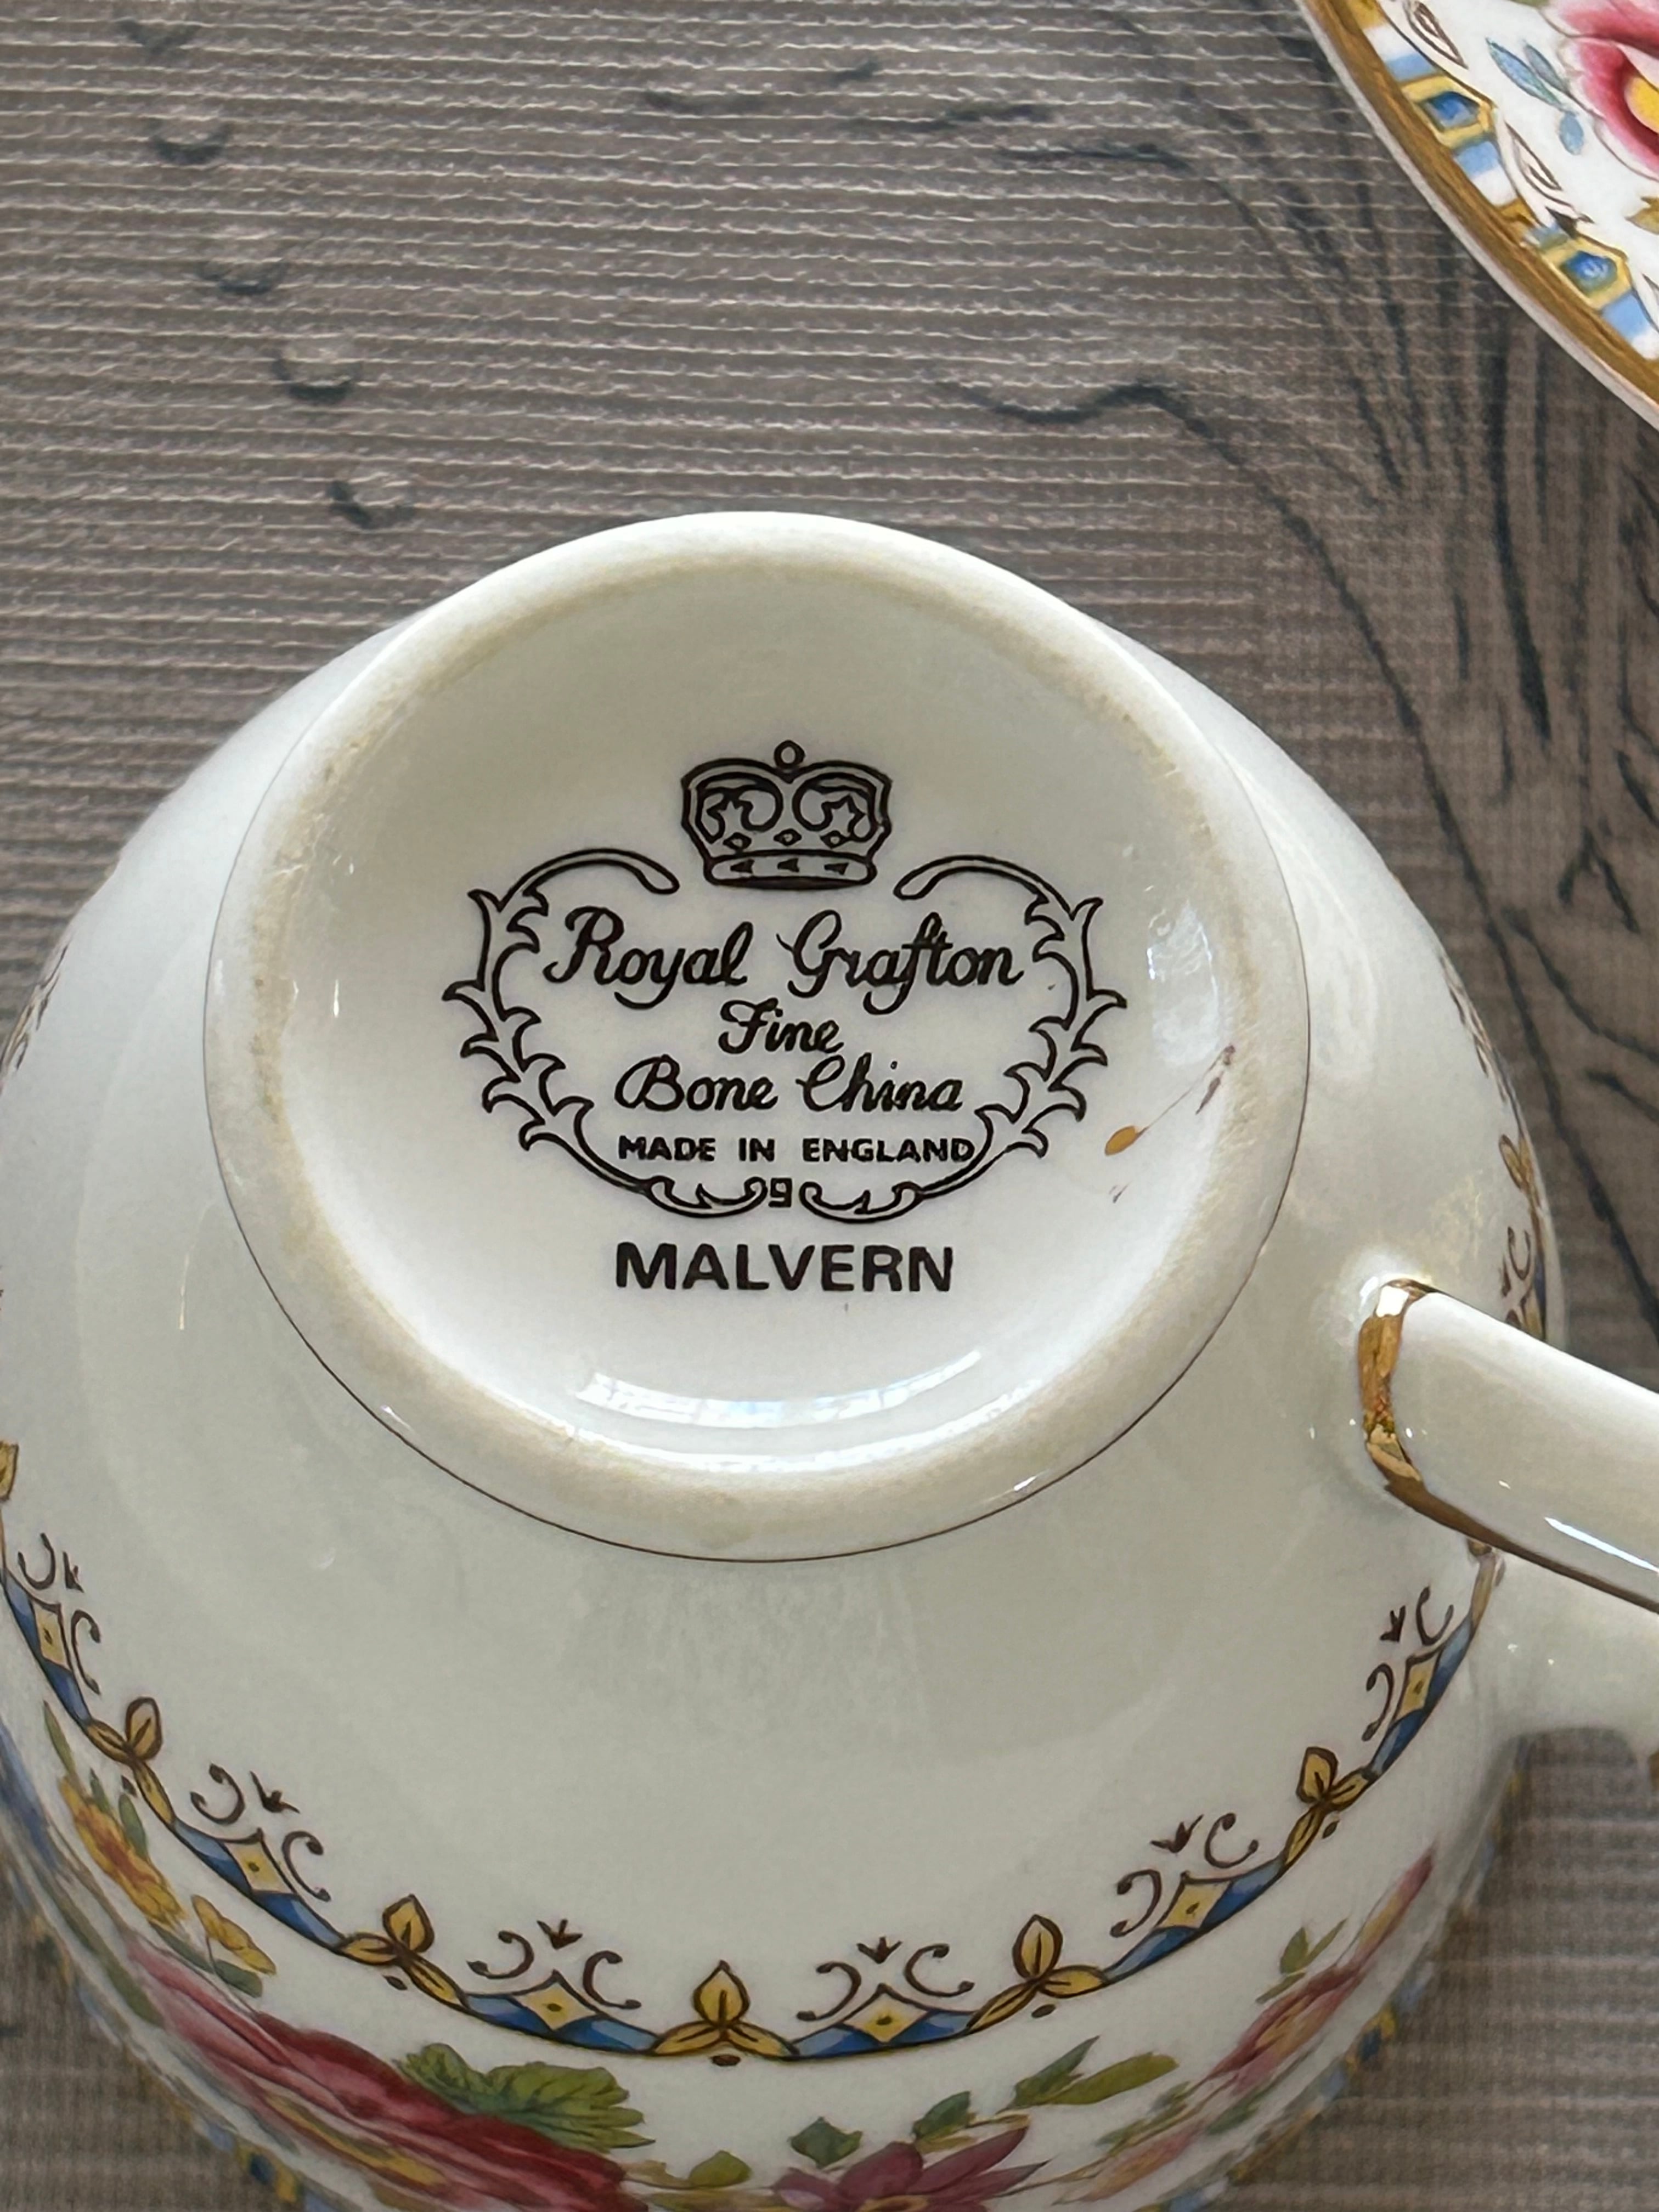 Royal Grafton
Fine
Bone China
MADE IN ENGLAND
9
MALVERN